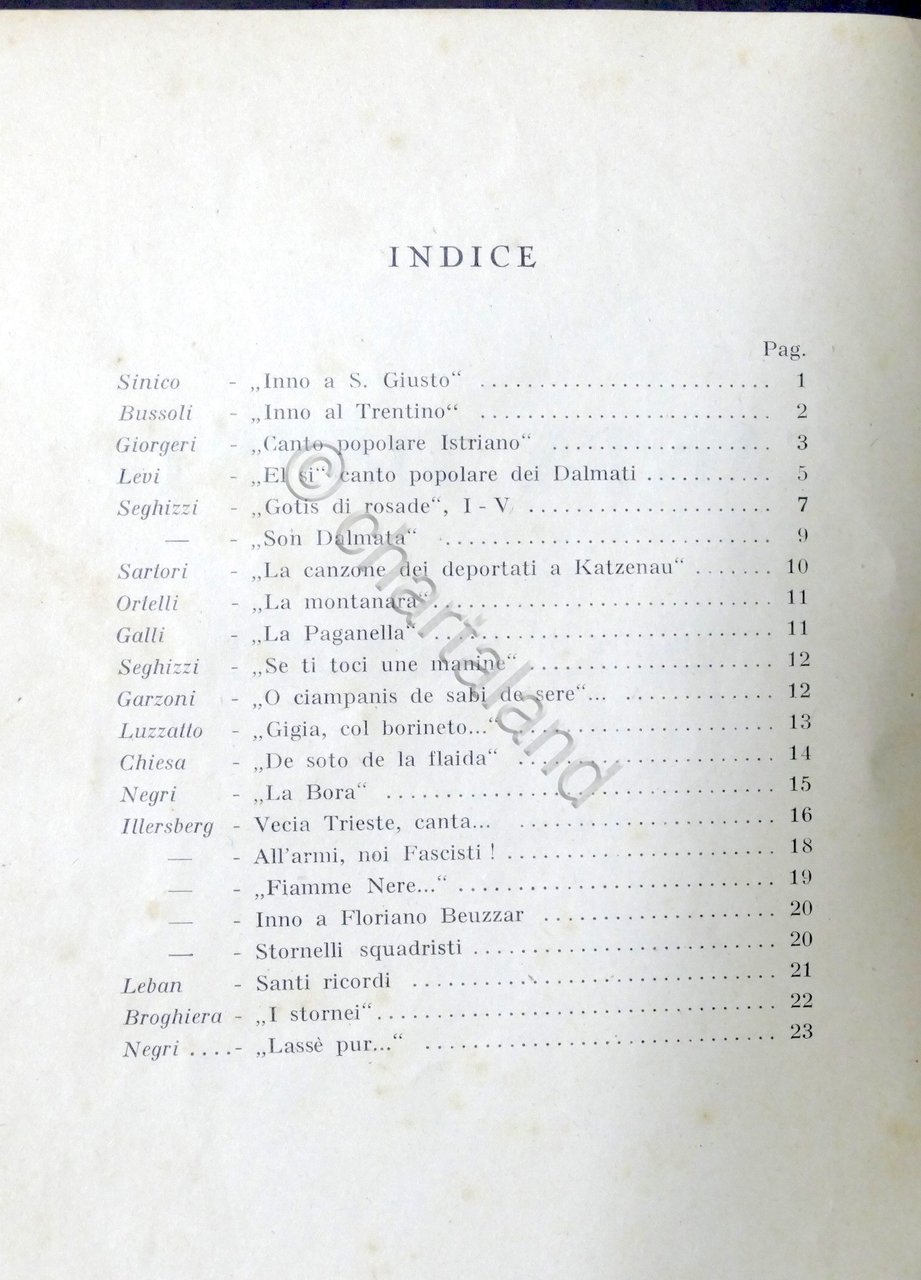 INDICE
Pag.
Sinico - „Inno a S. Giusto“ ........................ 1
Bussoli - „Inno al Trentino“ ........................ 2
Giorgeri - „Canto popolare Istriano“ .................. 3
Levi - „El si“ canto popolare dei Dalmati ........... 5
Seghizzi - „Gotis di rosade“, I - V .................... 7
— - „Son Dalmata“ ........................... 9
Sartori - „La canzone dei deportati a Katzenau“ ....... 10
Ortelli - „La montanara“ ............................ 11
Galli - „La Paganella“ ............................ 11
Seghizzi - „Se ti toci une manine“ .................... 12
Garzoni - „O ciampanis de sabide sere“... ............ 12
Luzzatto - „Gigia, col borineto...“ .................... 13
Chiesa - „De soto de la flaida“ ..................... 14
Negri - „La Bora“ ................................ 15
Illersberg - Vecia Trieste, canta... ..................... 16
— - All'armi, noi Fascisti ! ....................... 18
— - „Fiamme Nere...“ ........................... 19
— - Inno a Floriano Beuzzar .................... 20
— - Stornelli squadristi .......................... 20
Leban - Santi ricordi ............................... 21
Broghiera - „I stornei“ ................................. 22
Negri ....- „Lassè pur...“ .............................. 23
© chartaland